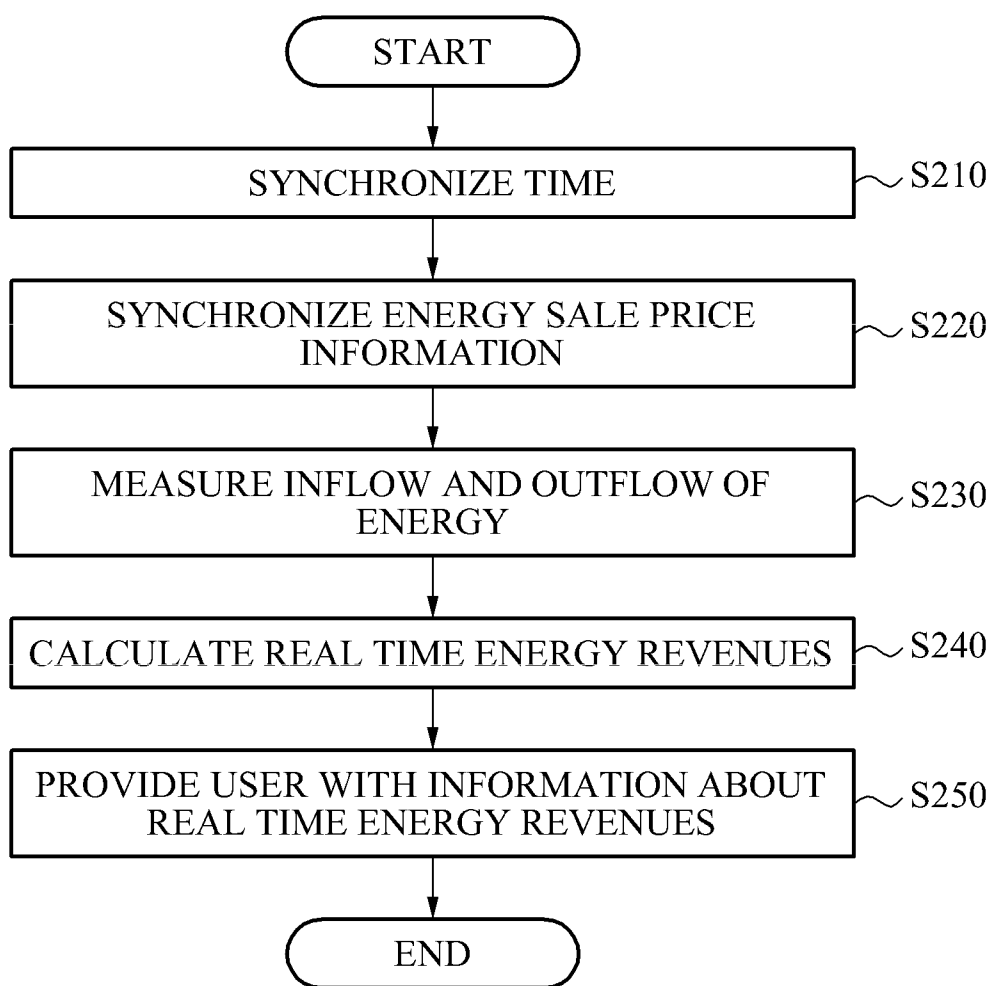 START
SYNCHRONIZE TIME
S210
SYNCHRONIZE ENERGY SALE PRICE
INFORMATION
S220
MEASURE INFLOW AND OUTFLOW OF
ENERGY
S230
CALCULATE REAL TIME ENERGY REVENUES
S240
PROVIDE USER WITH INFORMATION ABOUT
REAL TIME ENERGY REVENUES
S250
END